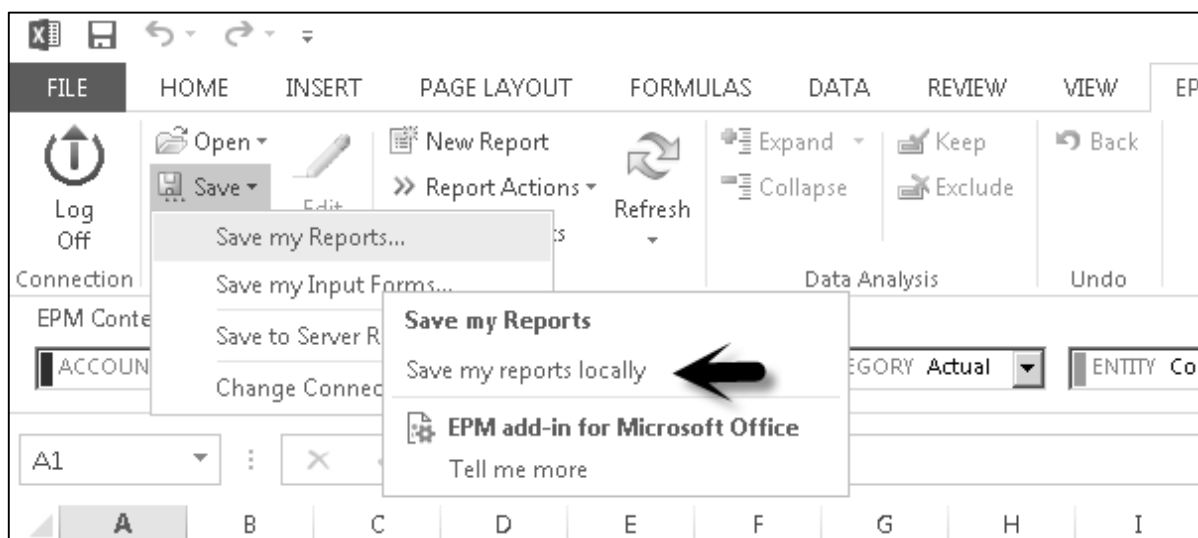 FILE HOME INSERT PAGE LAYOUT FORMULAS DATA REVIEW VIEW EP
Open New Report Expand Keep Back
Save Report Actions Collapse Exclude
Log Off Edit Refresh
Save my Reports... ts
Connection Save my Input Forms... Data Analysis Undo
EPM Conte Save my Reports
Save to Server R
ACCOUN Save my reports locally EGORY Actual ENTITY Co
Change Connec
EPM add-in for Microsoft Office
Tell me more
A1
A B C D E F G H I